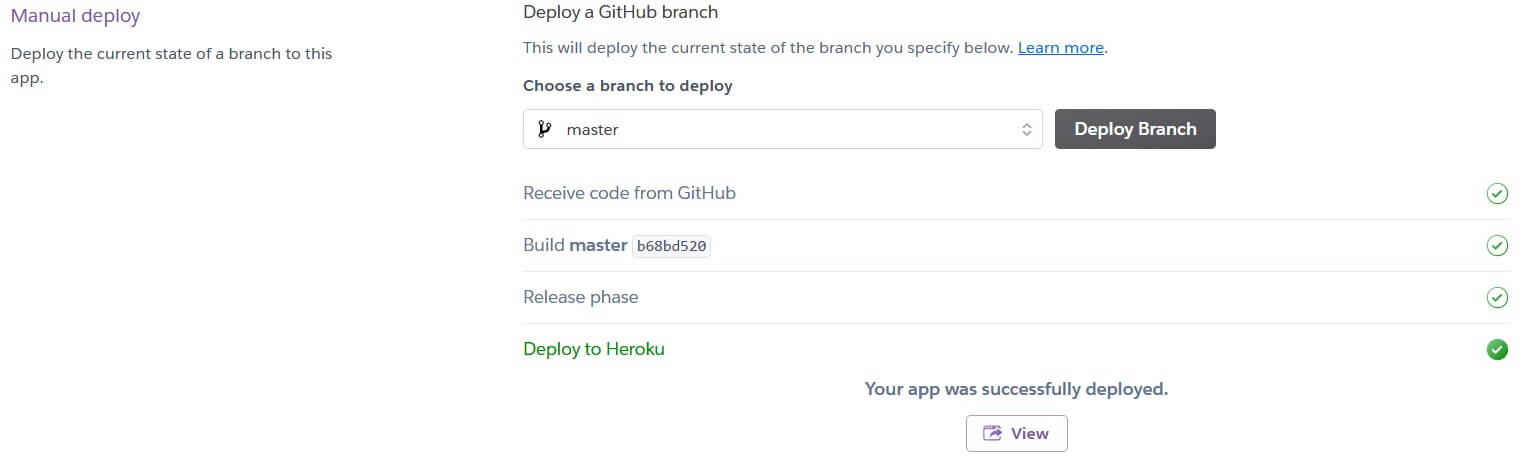 Manual deploy
Deploy the current state of a branch to this
app.
Deploy a GitHub branch
This will deploy the current state of the branch you specify below. Learn more.
Choose a branch to deploy
master
Deploy Branch
Receive code from GitHub
Build master b68bd520
Release phase
Deploy to Heroku
Your app was successfully deployed.
View